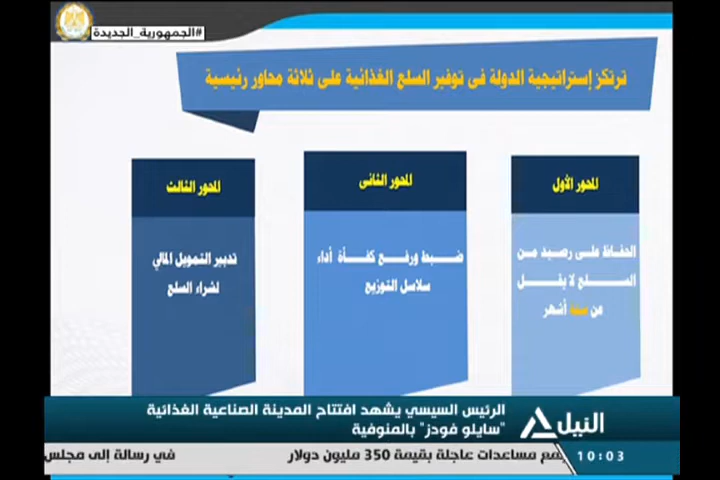 #الجمهورية_الجديدة
ترتكز إستراتيجية الدولة فى توفير السلع الغذائية على ثلاثة محاور رئيسية
المحور الأول
الحفاظ على رصيد من
السلع لا يقل
عن ستة أشهر
المحور الثانى
ضبط ورفع كفأة أداء
سلاسل التوزيع
المحور الثالث
تدبير التمويل المالي
لشراء السلع
النيل
الرئيس السيسي يشهد افتتاح المدينة الصناعية الغذائية
"سايلو فودز" بالمنوفية
10:03
مساعدات عاجلة بقيمة 350 مليون دولار
في رسالة إلى مجلس